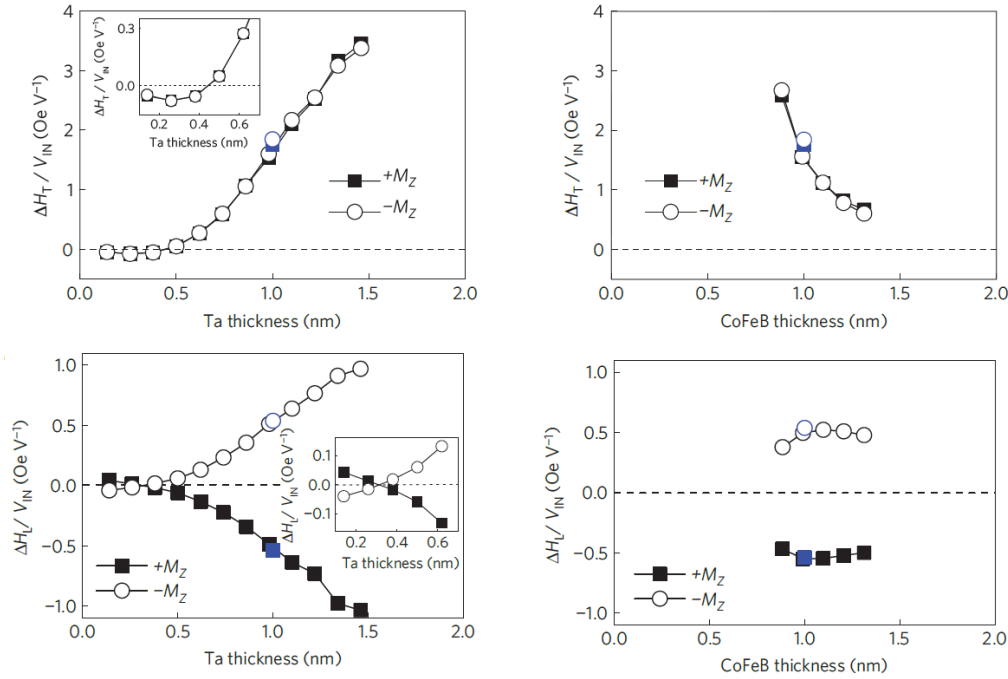 ΔH_T / V_IN (Oe V⁻¹)
4
3
2
1
0
0.0
0.5
1.0
1.5
2.0
Ta thickness (nm)
+M_Z
−M_Z
ΔH_T / V_IN (Oe V⁻¹)
0.3
0.0
0.2
0.4
0.6
Ta thickness (nm)
ΔH_T / V_IN (Oe V⁻¹)
4
3
2
1
0
0.0
0.5
1.0
1.5
2.0
CoFeB thickness (nm)
+M_Z
−M_Z
ΔH_L / V_IN (Oe V⁻¹)
1.0
0.5
0.0
−0.5
−1.0
0.0
0.5
1.0
1.5
2.0
Ta thickness (nm)
+M_Z
−M_Z
ΔH_L / V_IN (Oe V⁻¹)
0.1
0.0
−0.1
0.2
0.4
0.6
Ta thickness (nm)
ΔH_L / V_IN (Oe V⁻¹)
1.0
0.5
0.0
−0.5
−1.0
0.0
0.5
1.0
1.5
2.0
CoFeB thickness (nm)
+M_Z
−M_Z